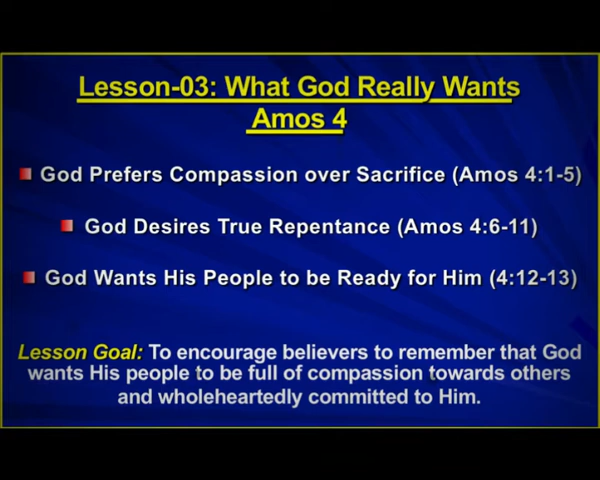 Lesson-03: What God Really Wants
Amos 4
God Prefers Compassion over Sacrifice (Amos 4:1-5)
God Desires True Repentance (Amos 4:6-11)
God Wants His People to be Ready for Him (4:12-13)
Lesson Goal: To encourage believers to remember that God
wants His people to be full of compassion towards others
and wholeheartedly committed to Him.